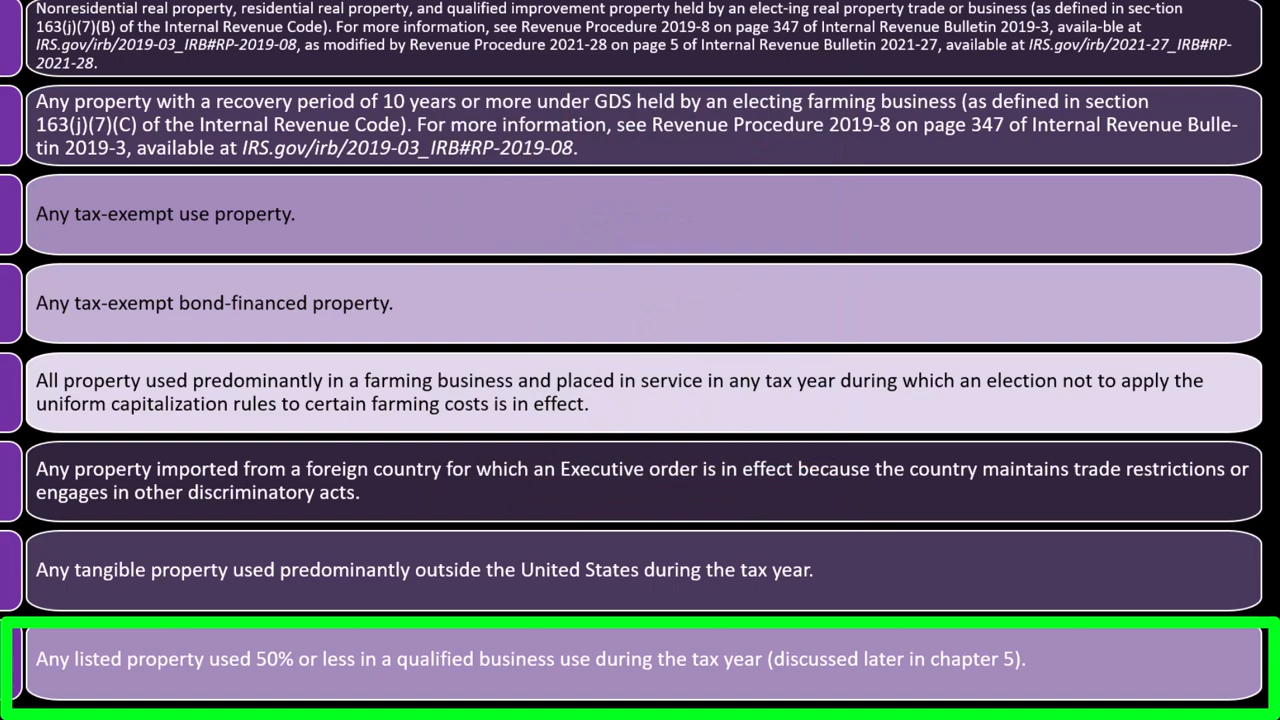 Nonresidential real property, residential real property, and qualified improvement property held by an elect-ing real property trade or business (as defined in sec-tion
163(j)(7)(B) of the Internal Revenue Code). For more information, see Revenue Procedure 2019-8 on page 347 of Internal Revenue Bulletin 2019-3, availa-ble at
IRS.gov/irb/2019-03_IRB#RP-2019-08, as modified by Revenue Procedure 2021-28 on page 5 of Internal Revenue Bulletin 2021-27, available at IRS.gov/irb/2021-27_IRB#RP-
2021-28.
Any property with a recovery period of 10 years or more under GDS held by an electing farming business (as defined in section
163(j)(7)(C) of the Internal Revenue Code). For more information, see Revenue Procedure 2019-8 on page 347 of Internal Revenue Bulle-
tin 2019-3, available at IRS.gov/irb/2019-03_IRB#RP-2019-08.
Any tax-exempt use property.
Any tax-exempt bond-financed property.
All property used predominantly in a farming business and placed in service in any tax year during which an election not to apply the
uniform capitalization rules to certain farming costs is in effect.
Any property imported from a foreign country for which an Executive order is in effect because the country maintains trade restrictions or
engages in other discriminatory acts.
Any tangible property used predominantly outside the United States during the tax year.
Any listed property used 50% or less in a qualified business use during the tax year (discussed later in chapter 5).